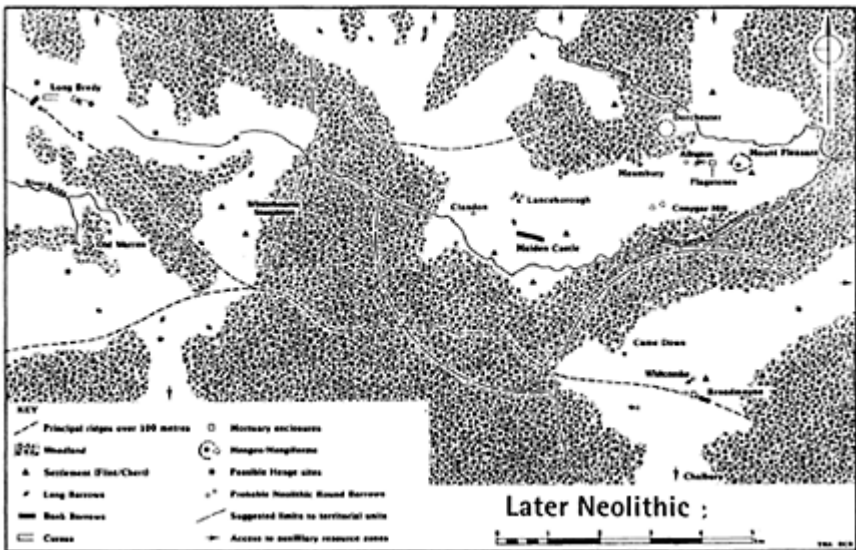 Long Bredy
Dorchester
Mount Pleasant
Alington
Flagstones
Maumbury
Conygar Hill
Lanceborough
Clandon
Maiden Castle
Winterbourne
Steepleton
Old Warren
Came Down
Whitcombe
Broadmayne
Chalbury
KEY
Principal ridges over 100 metres
Woodland
Settlement (Flint/Chert)
Long Barrows
Bank Barrows
Cursus
Mortuary enclosures
Henges/Hengiforms
Possible Henge sites
Probable Neolithic Round Barrows
Suggested limits to territorial units
Access to auxilliary resource zones
Later Neolithic :